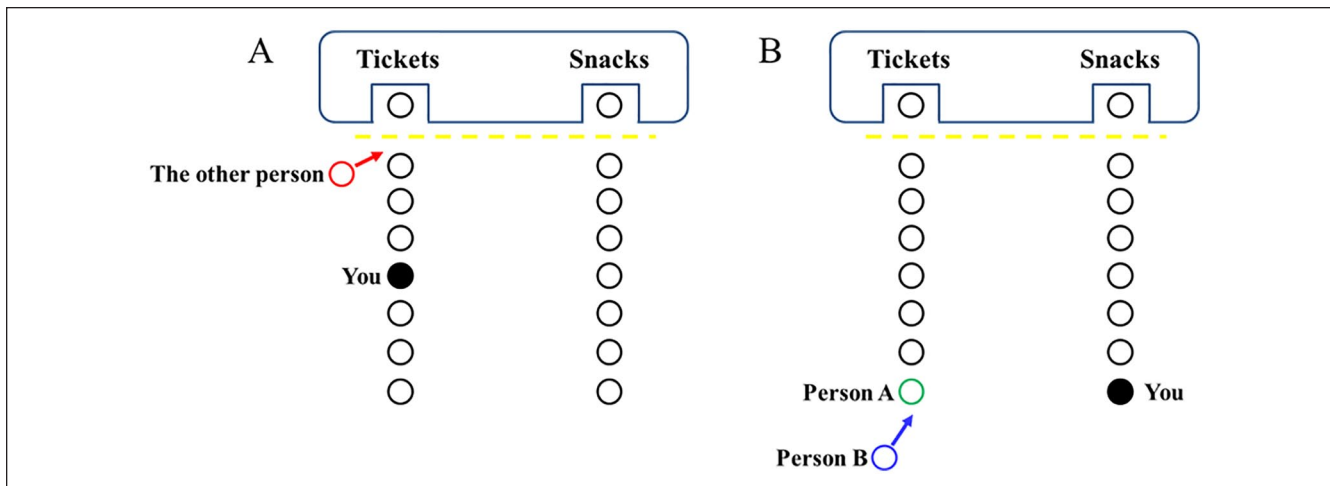 A
Tickets
Snacks
The other person
You
B
Tickets
Snacks
Person A
You
Person B